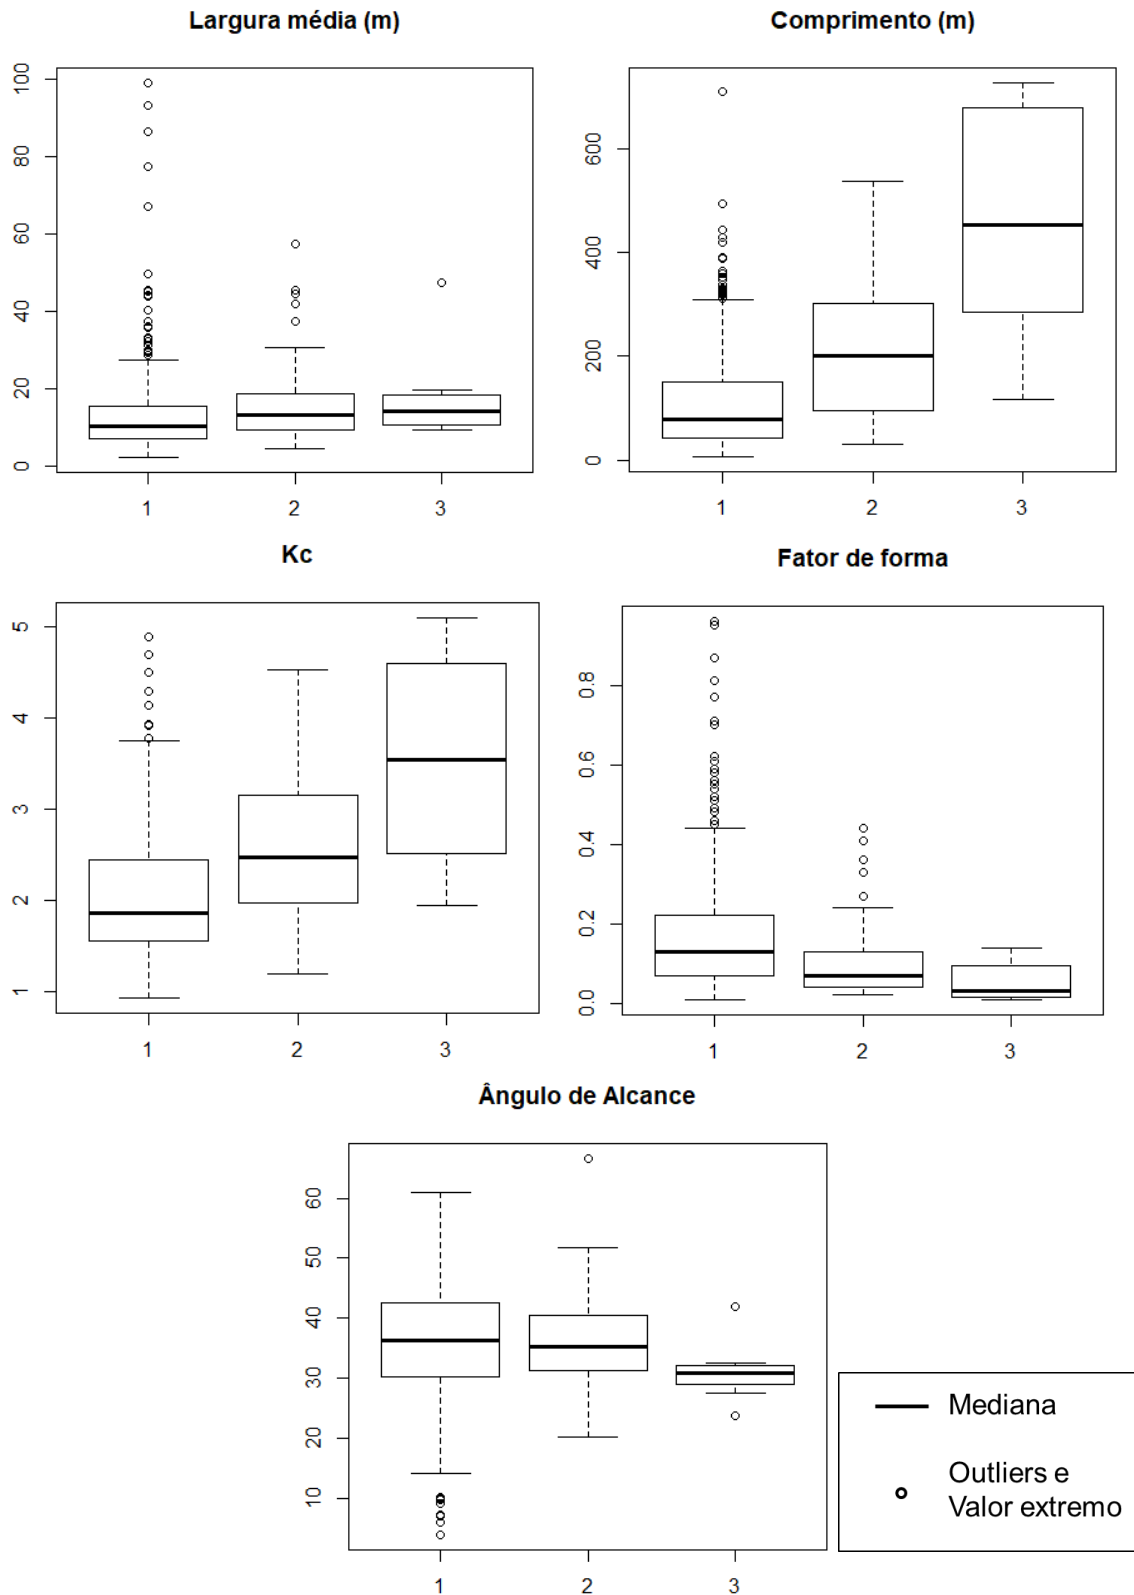 Largura média (m)
0 20 40 60 80 100
1 2 3
Comprimento (m)
0 200 400 600
1 2 3
Kc
1 2 3 4 5
1 2 3
Fator de forma
0.0 0.2 0.4 0.6 0.8
1 2 3
Ângulo de Alcance
10 20 30 40 50 60
1 2 3
Mediana
Outliers e
Valor extremo